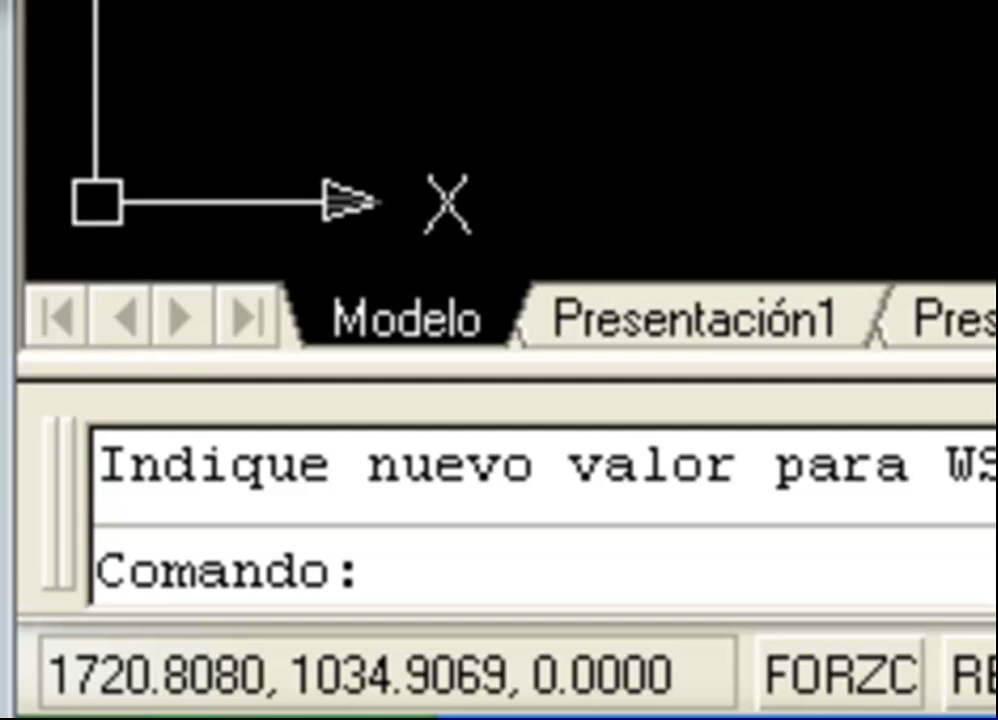 X
Modelo Presentación1
Indique nuevo valor para
Comando:
1720.8080, 1034.9069, 0.0000 FORZC